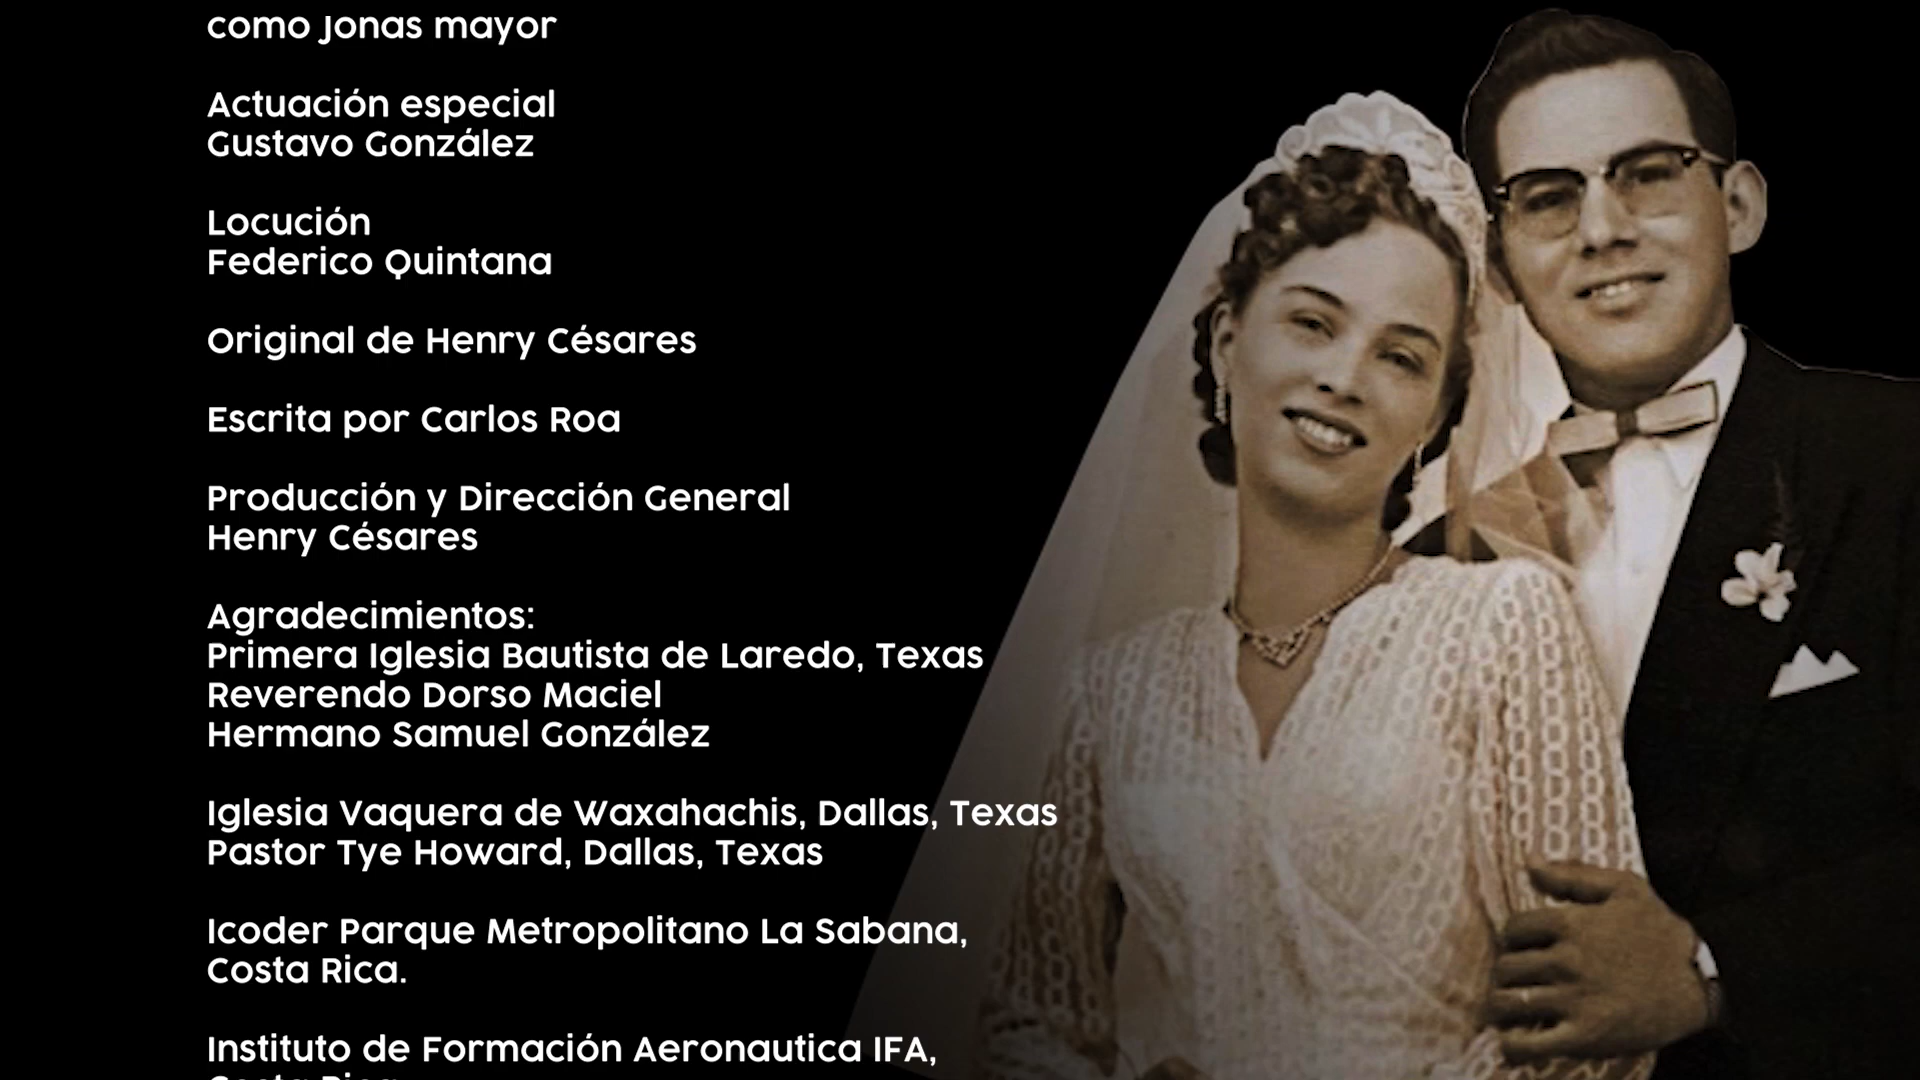 como Jonas mayor
Actuación especial
Gustavo González
Locución
Federico Quintana
Original de Henry Césares
Escrita por Carlos Roa
Producción y Dirección General
Henry Césares
Agradecimientos:
Primera Iglesia Bautista de Laredo, Texas
Reverendo Dorso Maciel
Hermano Samuel González
Iglesia Vaquera de Waxahachis, Dallas, Texas
Pastor Tye Howard, Dallas, Texas
Icoder Parque Metropolitano La Sabana,
Costa Rica.
Instituto de Formación Aeronautica IFA,